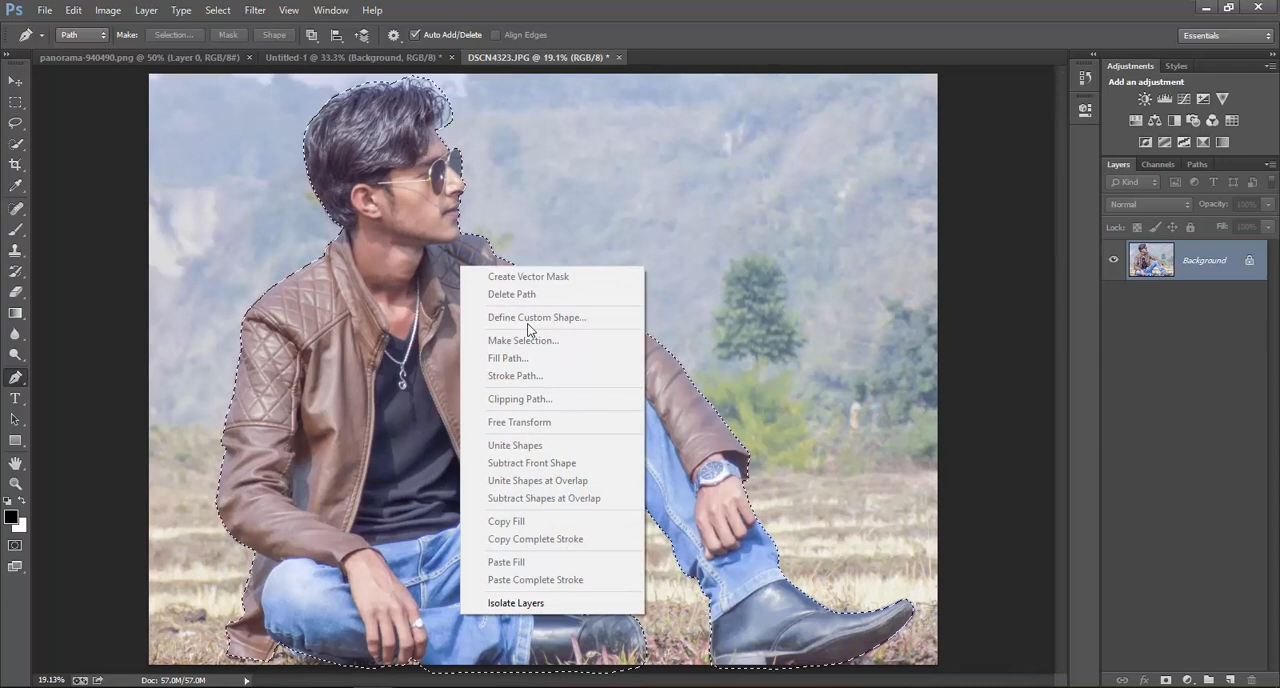 Ps File Edit Image Layer Type Select Filter View Window Help
Path Make: Selection... Mask Shape Auto Add/Delete Align Edges Essentials
panorama-940490.png @ 50% (Layer 0, RGB/8#) × Untitled-1 @ 33.3% (Background, RGB/8) * × DSCN4323.JPG @ 19.1% (RGB/8) * ×
Adjustments Styles
Add an adjustment
Layers Channels Paths
Kind
Normal Opacity: 100%
Lock: Fill: 100%
Background
Create Vector Mask
Delete Path
Define Custom Shape...
Make Selection...
Fill Path...
Stroke Path...
Clipping Path...
Free Transform
Unite Shapes
Subtract Front Shape
Unite Shapes at Overlap
Subtract Shapes at Overlap
Copy Fill
Copy Complete Stroke
Paste Fill
Paste Complete Stroke
Isolate Layers
19.13% Doc: 57.0M/57.0M